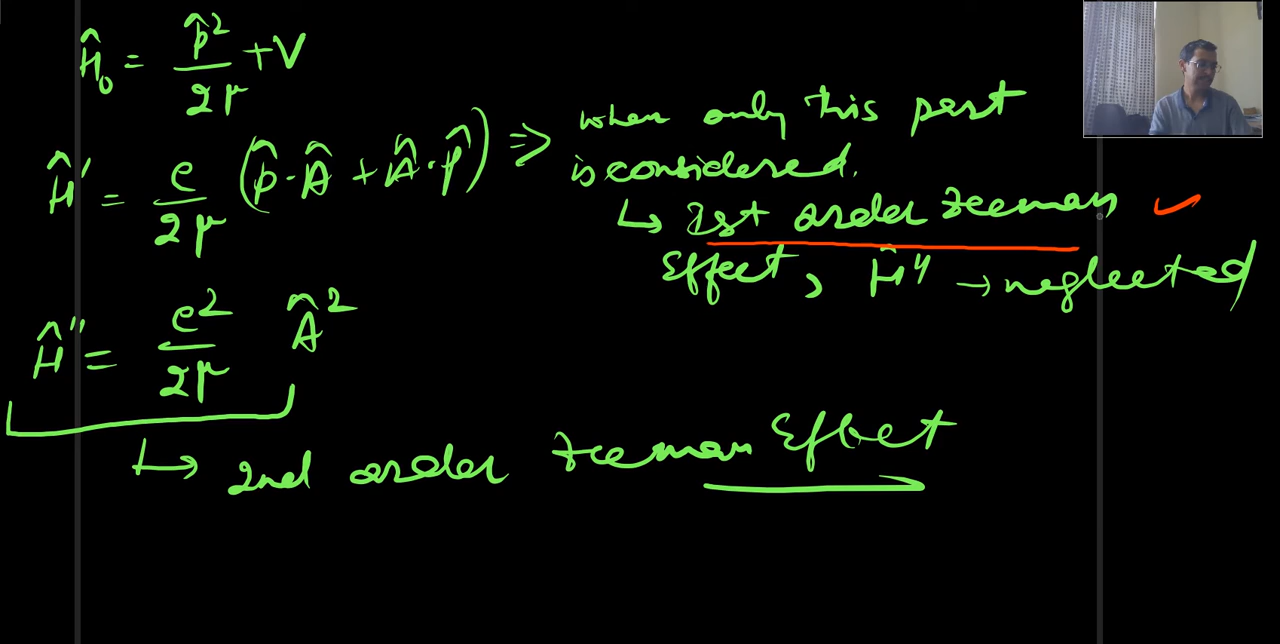 Ĥ₀ = p̂²/2μ + V
Ĥ' = e/2μ (p̂·Â + Â·p̂) ⇒ when only this part
is considered.
↳ 1st order Zeeman ✓
Effect, Ĥ" → neglected
Ĥ" = e²/2μ Â²
↳ 2nd order Zeeman Effect